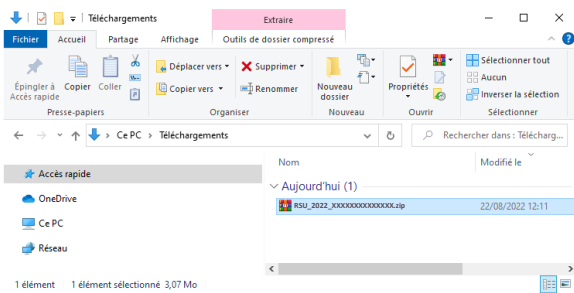 Téléchargements
Extraire
Fichier Accueil Partage Affichage Outils de dossier compressé
Épingler à Accès rapide
Copier
Coller
Déplacer vers
Copier vers
Supprimer
Renommer
Nouveau dossier
Propriétés
Sélectionner tout
Aucun
Inverser la sélection
Presse-papiers Organiser Nouveau Ouvrir Sélectionner
Ce PC > Téléchargements
Rechercher dans : Télécharg...
Nom Modifié le
Accès rapide
OneDrive
Ce PC
Réseau
Aujourd'hui (1)
RSU_2022_XXXXXXXXXXXXXX.zip 22/08/2022 12:11
1 élément 1 élément sélectionné 3,07 Mo